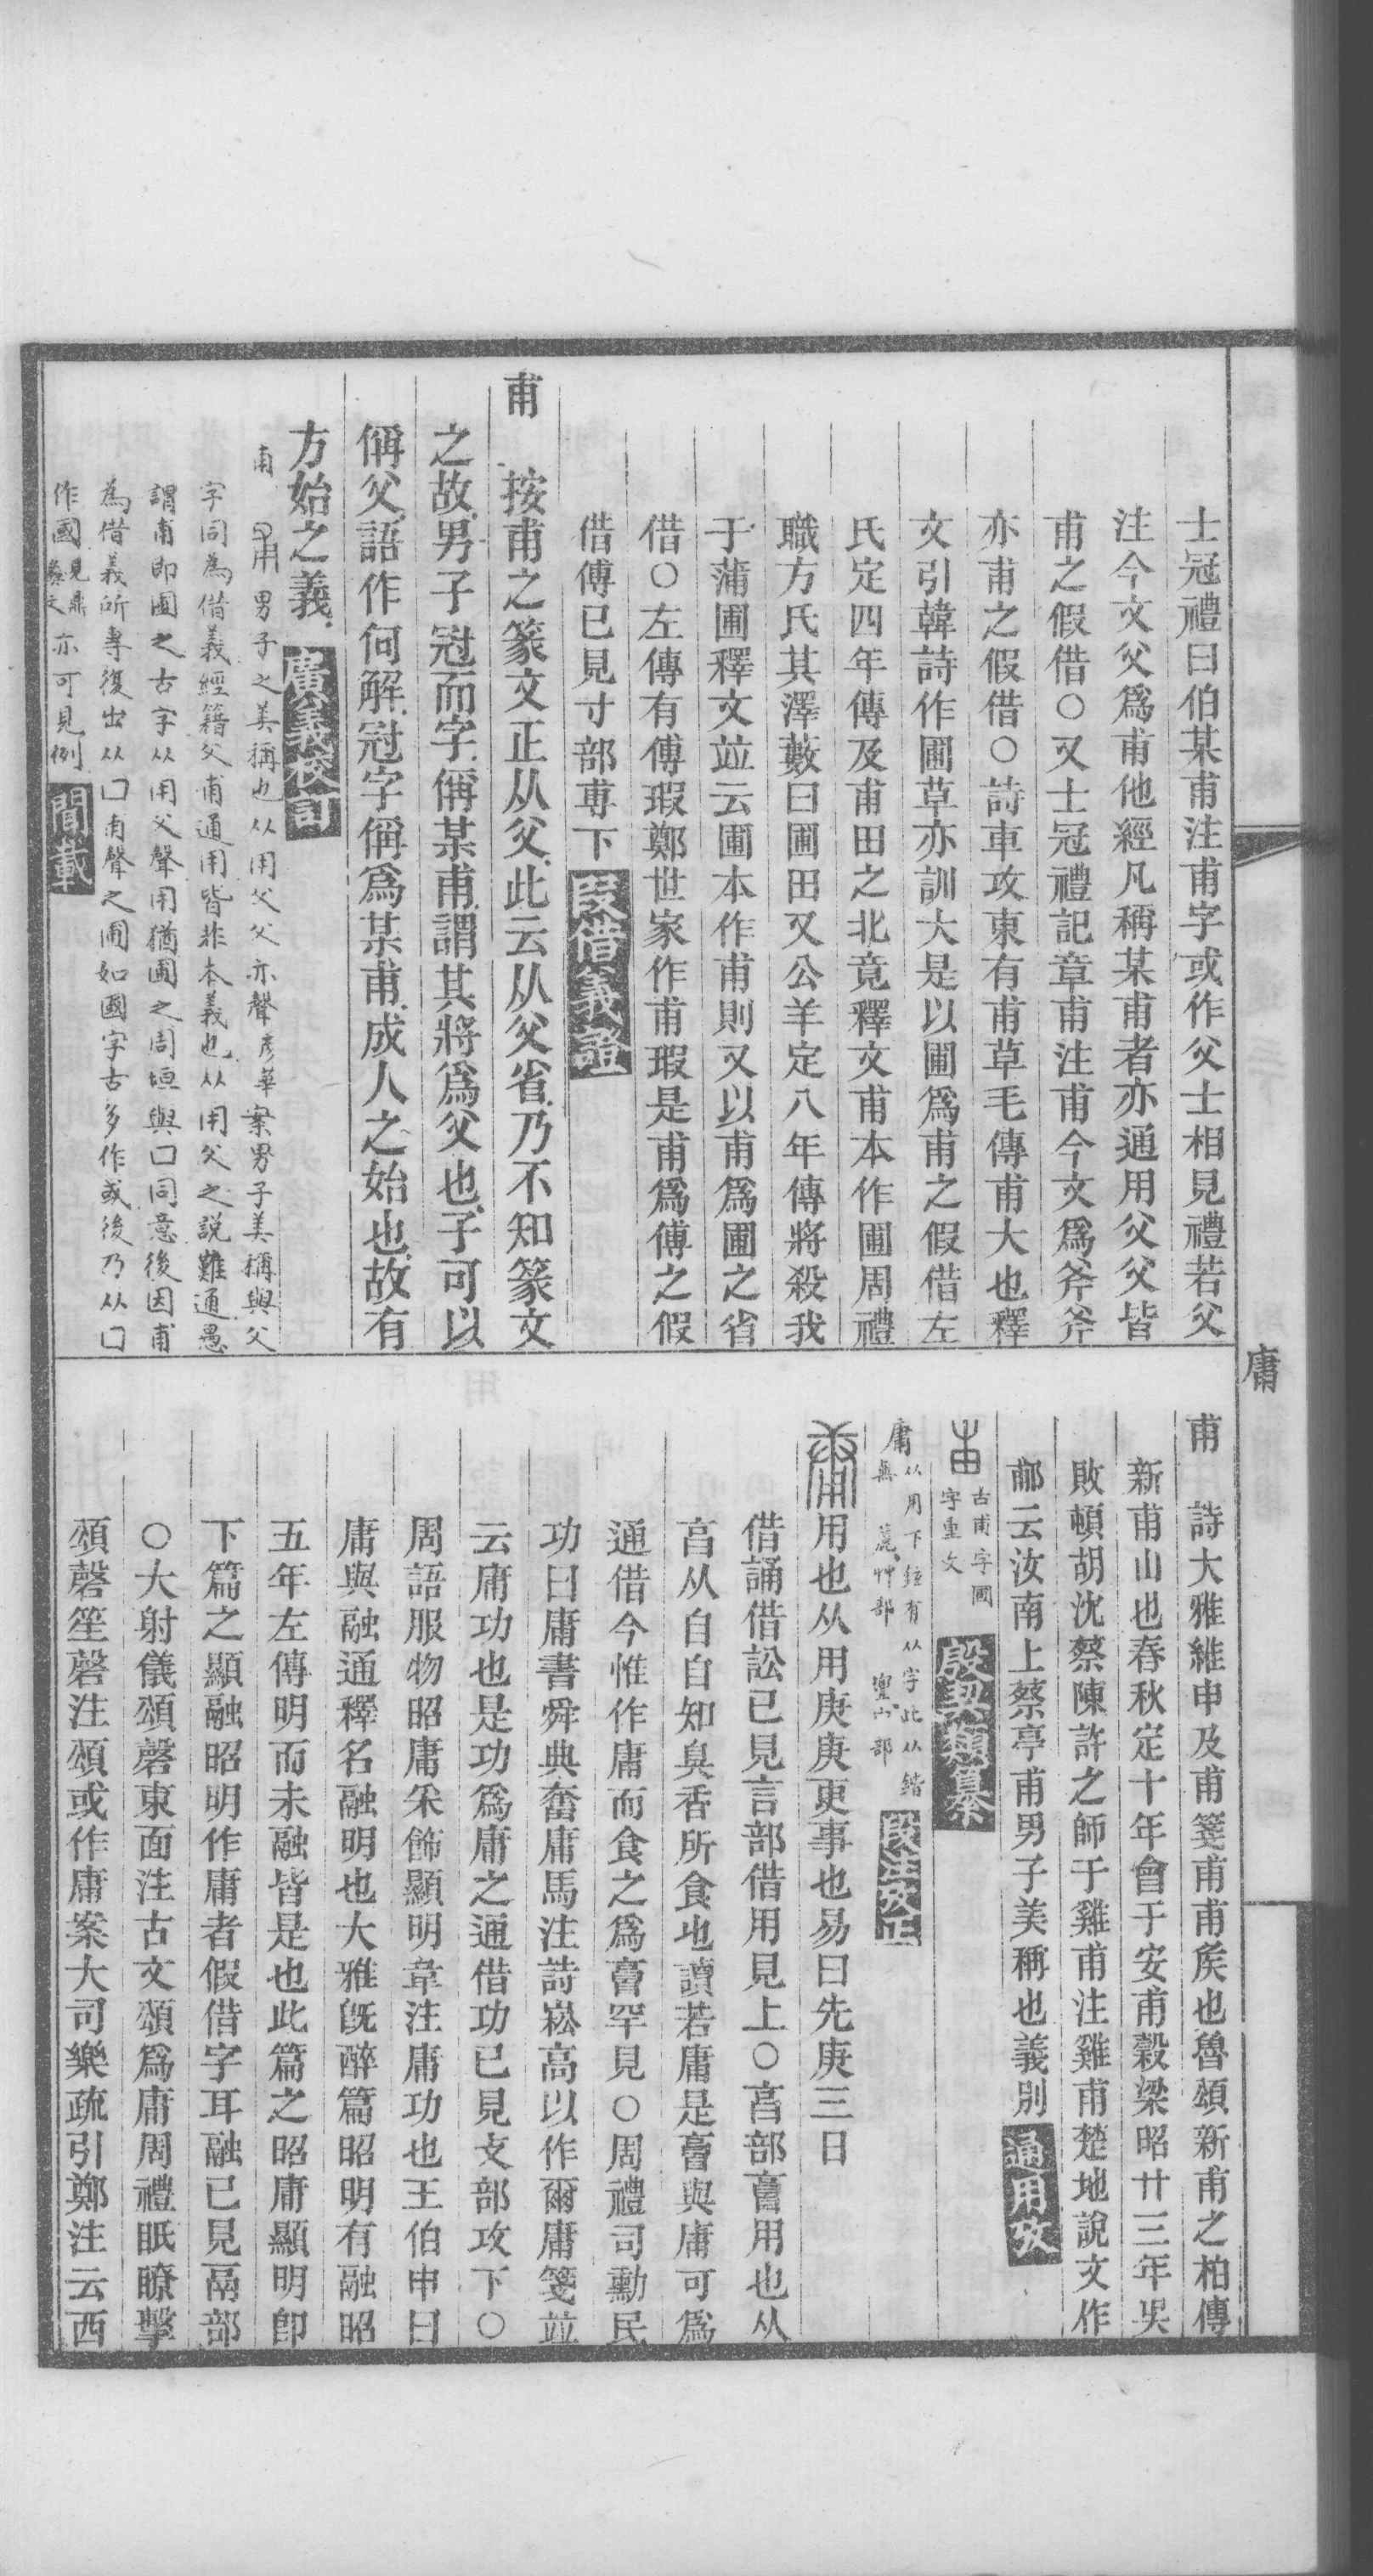 士冠禮曰伯某甫注甫字或作父士相見禮若父
注今文父爲甫他經凡稱某甫者亦通用父父皆
甫之假借○又士冠禮記章甫注甫今文爲斧斧
亦甫之假借○詩車攻東有甫草毛傳甫大也釋
文引韓詩作圃草亦訓大是以圃爲甫之假借左
氏定四年傳及甫田之北竟釋文甫本作圃周禮
職方氏其澤藪曰圃田又公羊定八年傳將殺我
于蒲圃釋文並云圃本作甫則又以甫爲圃之省
借○左傳有傅瑕鄭世家作甫瑕是甫爲傅之假
借傅已見寸部尃下 叚借義證
甫 按甫之篆文正从父此云从父省乃不知篆文
之故男子冠而字偁某甫謂其將爲父也子可以
偁父語作何解冠字偁爲某甫成人之始也故有
方始之義 廣義校訂
甫 男子之美稱也从用父父亦聲彥華案男子美稱與父
字同為借義經籍父甫通用皆非本義也从用父之說難通愚
謂甫即圃之古字从用父聲用猶圃之周垣與囗同意後因甫
為借義所專復出从囗甫聲之圃如國字古多作或後乃从囗
作國見鼎彝文亦可見例 閒載
庸
甫 詩大雅維申及甫箋甫甫矦也魯頌新甫之柏傳
新甫山也春秋定十年會于安甫穀梁昭廿三年吳
敗頓胡沈蔡陳許之師于雞甫注雞甫楚地說文作
鄜云汝南上蔡亭甫男子美稱也義別 通用攷
古甫字圃字重文 殷契類纂
庸 从用下鉉有从字此从鍇無 蓎艸部 嵣山部 段注攷正
用也从用庚庚更事也易曰先庚三日
借誦借訟已見言部借用見上○𩫏部𩫏用也从
𩫏从自自知臭香所食也讀若庸是𩫏與庸可爲
通借今惟作庸而食之爲𩫏罕見○周禮司勳民
功曰庸書舜典奮庸馬注詩崧高以作爾庸箋並
云庸功也是功爲庸之通借功已見攴部攻下○
周語服物昭庸采飾顯明韋注庸功也王伯申曰
庸與融通釋名融明也大雅旣醉篇昭明有融昭
五年左傳明而未融皆是也此篇之昭庸顯明卽
下篇之顯融昭明作庸者假借字耳融已見鬲部
○大射儀頌磬東面注古文頌爲庸周禮眂瞭擊
頌磬笙磬注頌或作庸案大司樂疏引鄭注云西